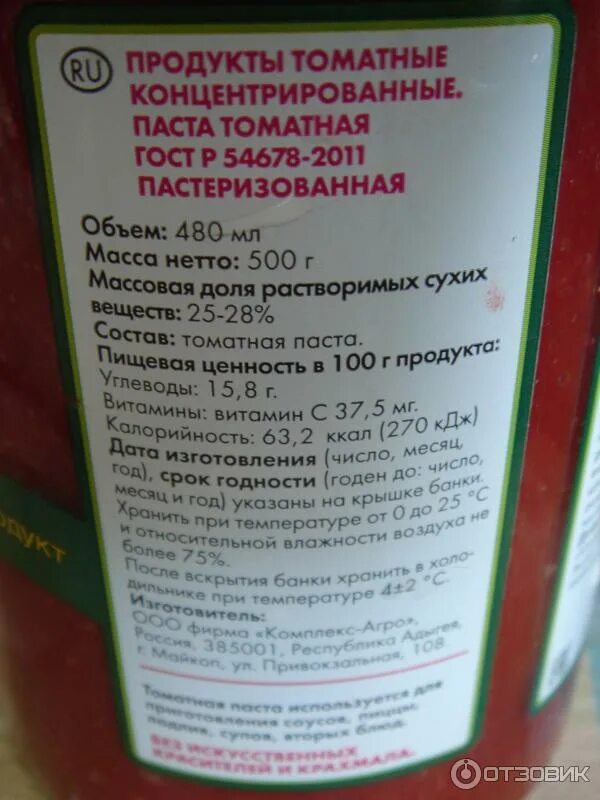 RU
ПРОДУКТЫ ТОМАТНЫЕ
КОНЦЕНТРИРОВАННЫЕ.
ПАСТА ТОМАТНАЯ
ГОСТ Р 54678-2011
ПАСТЕРИЗОВАННАЯ
Объем: 480 мл
Масса нетто: 500 г
Массовая доля растворимых сухих
веществ: 25-28%
Состав: томатная паста.
Пищевая ценность в 100 г продукта:
Углеводы: 15,8 г.
Витамины: витамин С 37,5 мг.
Калорийность: 63,2 ккал (270 кДж)
Дата изготовления (число, месяц,
год), срок годности (годен до: число,
месяц и год) указаны на крышке банки.
Хранить при температуре от 0 до 25 °С
и относительной влажности воздуха не
более 75%.
После вскрытия банки хранить в холо-
дильнике при температуре 4±2 °С.
Изготовитель:
ООО фирма «Комплекс-Агро»,
Россия, 385001, Республика Адыгея,
г. Майкоп, ул. Привокзальная, 108.
Томатная паста используется для
приготовления соусов, пиццы,
подлив, супов, вторых блюд.
БЕЗ ИСКУССТВЕННЫХ
КРАСИТЕЛЕЙ И КРАХМАЛА.
ОДУКТ
ОТЗОВИК